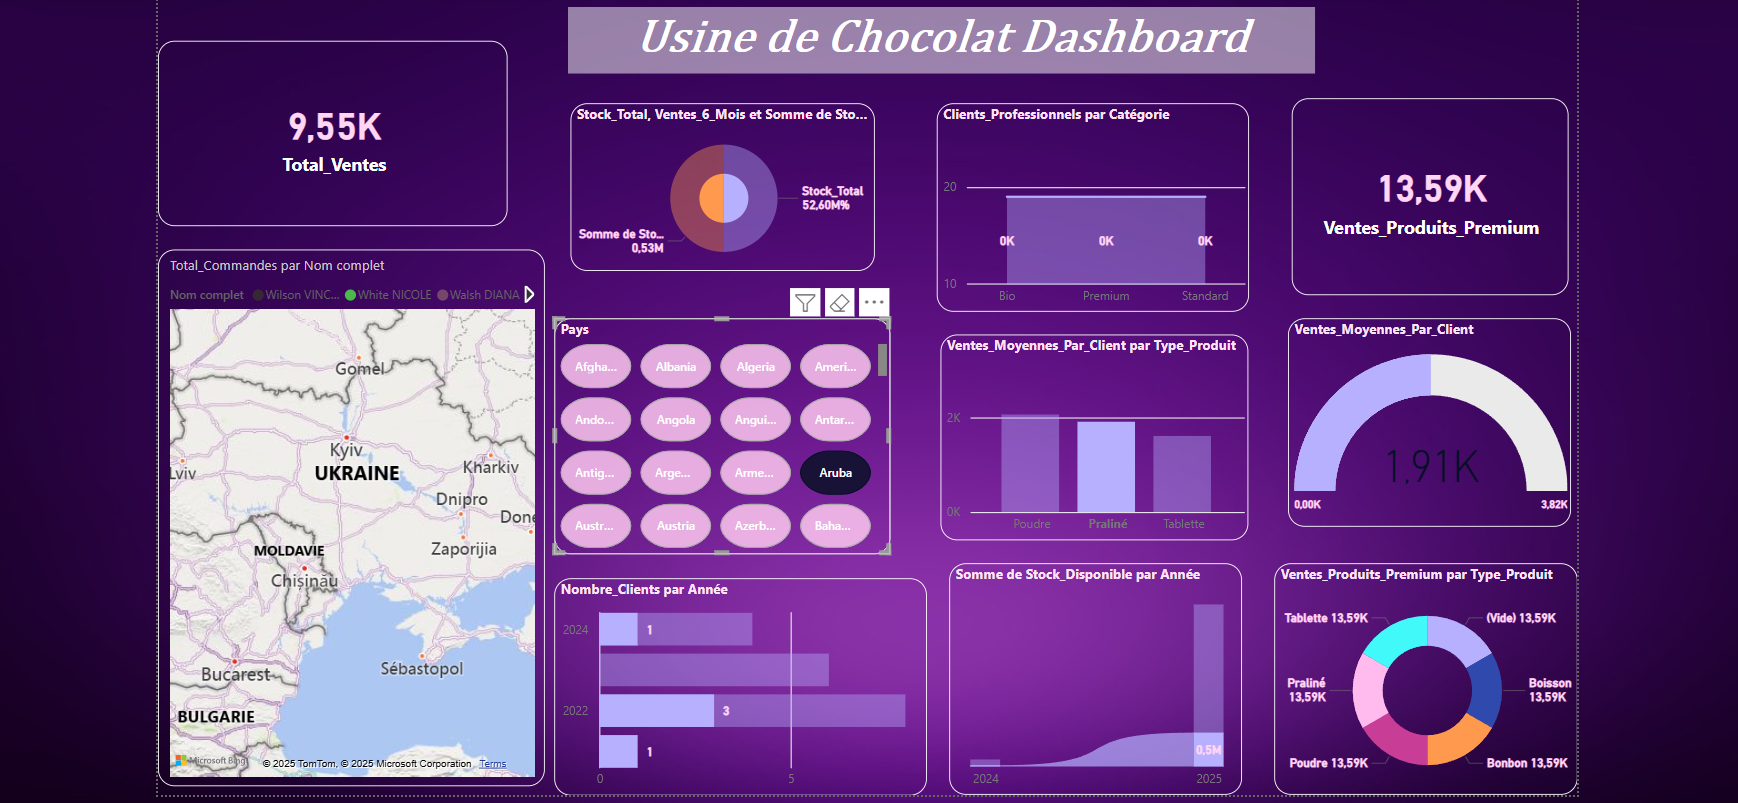 Usine de Chocolat Dashboard
9,55K
Total_Ventes
Stock_Total, Ventes_6_Mois et Somme de Sto...
Stock_Total
52,60M%
Somme de Sto...
0,53M
Clients_Professionnels par Catégorie
20
0K 0K 0K
10
Bio Premium Standard
13,59K
Ventes_Produits_Premium
Total_Commandes par Nom complet
Nom complet Wilson VINC... White NICOLE Walsh DIANA
Gomel
Kyiv
UKRAINE
Lviv
Kharkiv
Dnipro
Done
MOLDAVIE
Zaporijia
Chișinău
Sébastopol
Bucarest
BULGARIE
Microsoft Bing
© 2025 TomTom, © 2025 Microsoft Corporation Terms
Pays
Afgha... Albania Algeria Ameri...
Ando... Angola Angui... Antar...
Antig... Arge... Arme... Aruba
Austr... Austria Azerb... Baha...
Ventes_Moyennes_Par_Client par Type_Produit
2K
0K
Poudre Praliné Tablette
Ventes_Moyennes_Par_Client
1,91K
0,00K 3,82K
Nombre_Clients par Année
2024 1
2022 3
1
0 5
Somme de Stock_Disponible par Année
0,5M
2024 2025
Ventes_Produits_Premium par Type_Produit
Tablette 13,59K
(Vide) 13,59K
Praliné
13,59K
Boisson
13,59K
Poudre 13,59K
Bonbon 13,59K